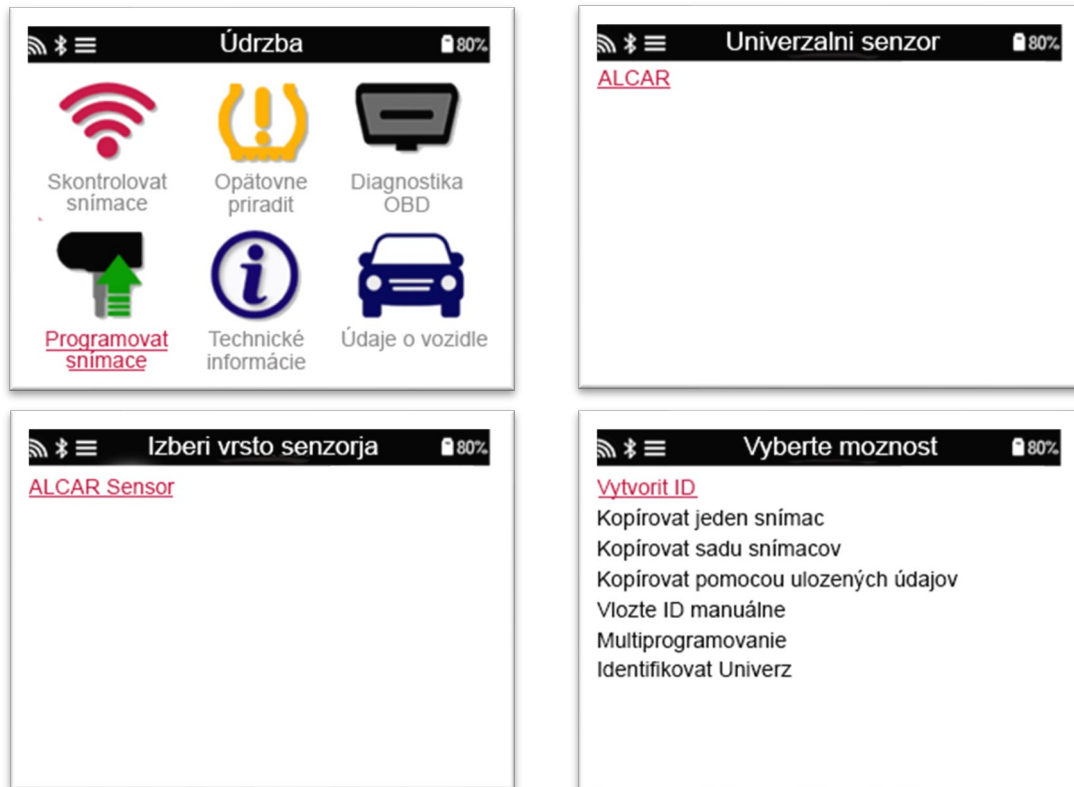 Údrzba
80%
Skontrolovat
snímace
Opätovne
priradit
Diagnostika
OBD
Programovat
snímace
Technické
informácie
Údaje o vozidle
Univerzalni senzor
80%
ALCAR
Izberi vrsto senzorja
80%
ALCAR Sensor
Vyberte moznost
80%
Vytvorit ID
Kopírovat jeden snímac
Kopírovat sadu snímacov
Kopírovat pomocou ulozených údajov
Vlozte ID manuálne
Multiprogramovanie
Identifikovat Univerz